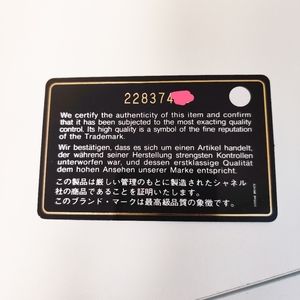 228374
We certify the authenticity of this item and confirm
that it has been subjected to the most exacting quality
control. Its high quality is a symbol of the fine reputation
of the Trademark.
Wir bestätigen, dass es sich um einen Artikel handelt,
der während seiner Herstellung strengsten Kontrollen
unterworfen war, und dessen erstklassige Qualität
dem hohen Ansehen unserer Marke entspricht.
この製品は厳しい管理のもとに製造されたシャネル
社の商品であることを証明いたします。
このブランド・マークは最高級品質の象徴です。